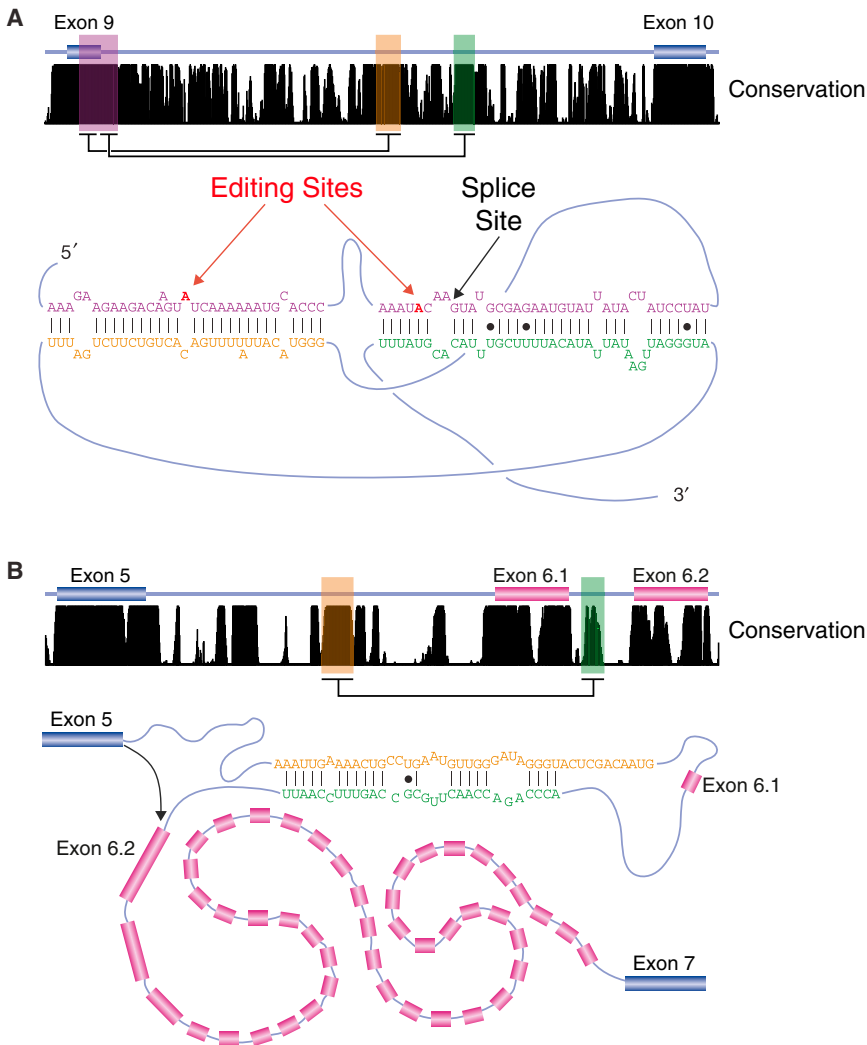 A
Exon 9
Exon 10
Conservation
Editing Sites
Splice
Site
5′
GA A A C AA U U CU
AAA AGAAGACAGU UCAAAAAAUG CACCC AAAUAC GUA GCGAGAAUGUAU AUA AUCCUAU
UUU UCUUCUGUCA AGUUUUUUAC UGGG UUUAUG CAU UGCUUUUACAUA UAU UAGGGUA
AG C A A CA U U A U AG
3′
B
Exon 5
Exon 6.1
Exon 6.2
Conservation
Exon 5
AAAUUGAAAACUGCCUGAAUGUUGGGAUAGGGUACUCGACAAUG
UUAACCUUUGACCGCGUUCAACCAGACCCA
Exon 6.1
Exon 6.2
Exon 7